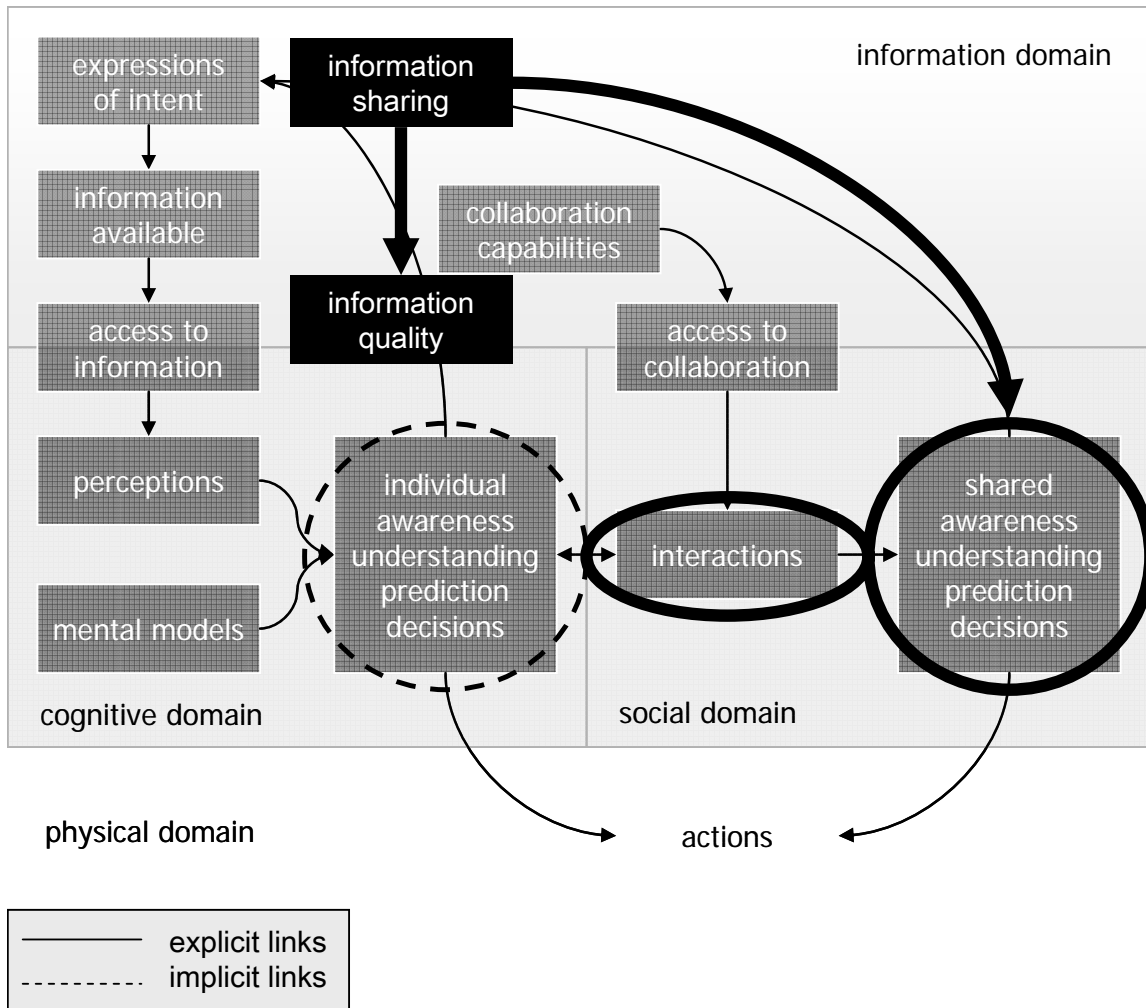 expressions
of intent
information
sharing
information domain
information
available
collaboration
capabilities
information
quality
access to
information
access to
collaboration
perceptions
individual
awareness
understanding
prediction
decisions
interactions
shared
awareness
understanding
prediction
decisions
mental models
cognitive domain
social domain
physical domain
actions
explicit links
implicit links